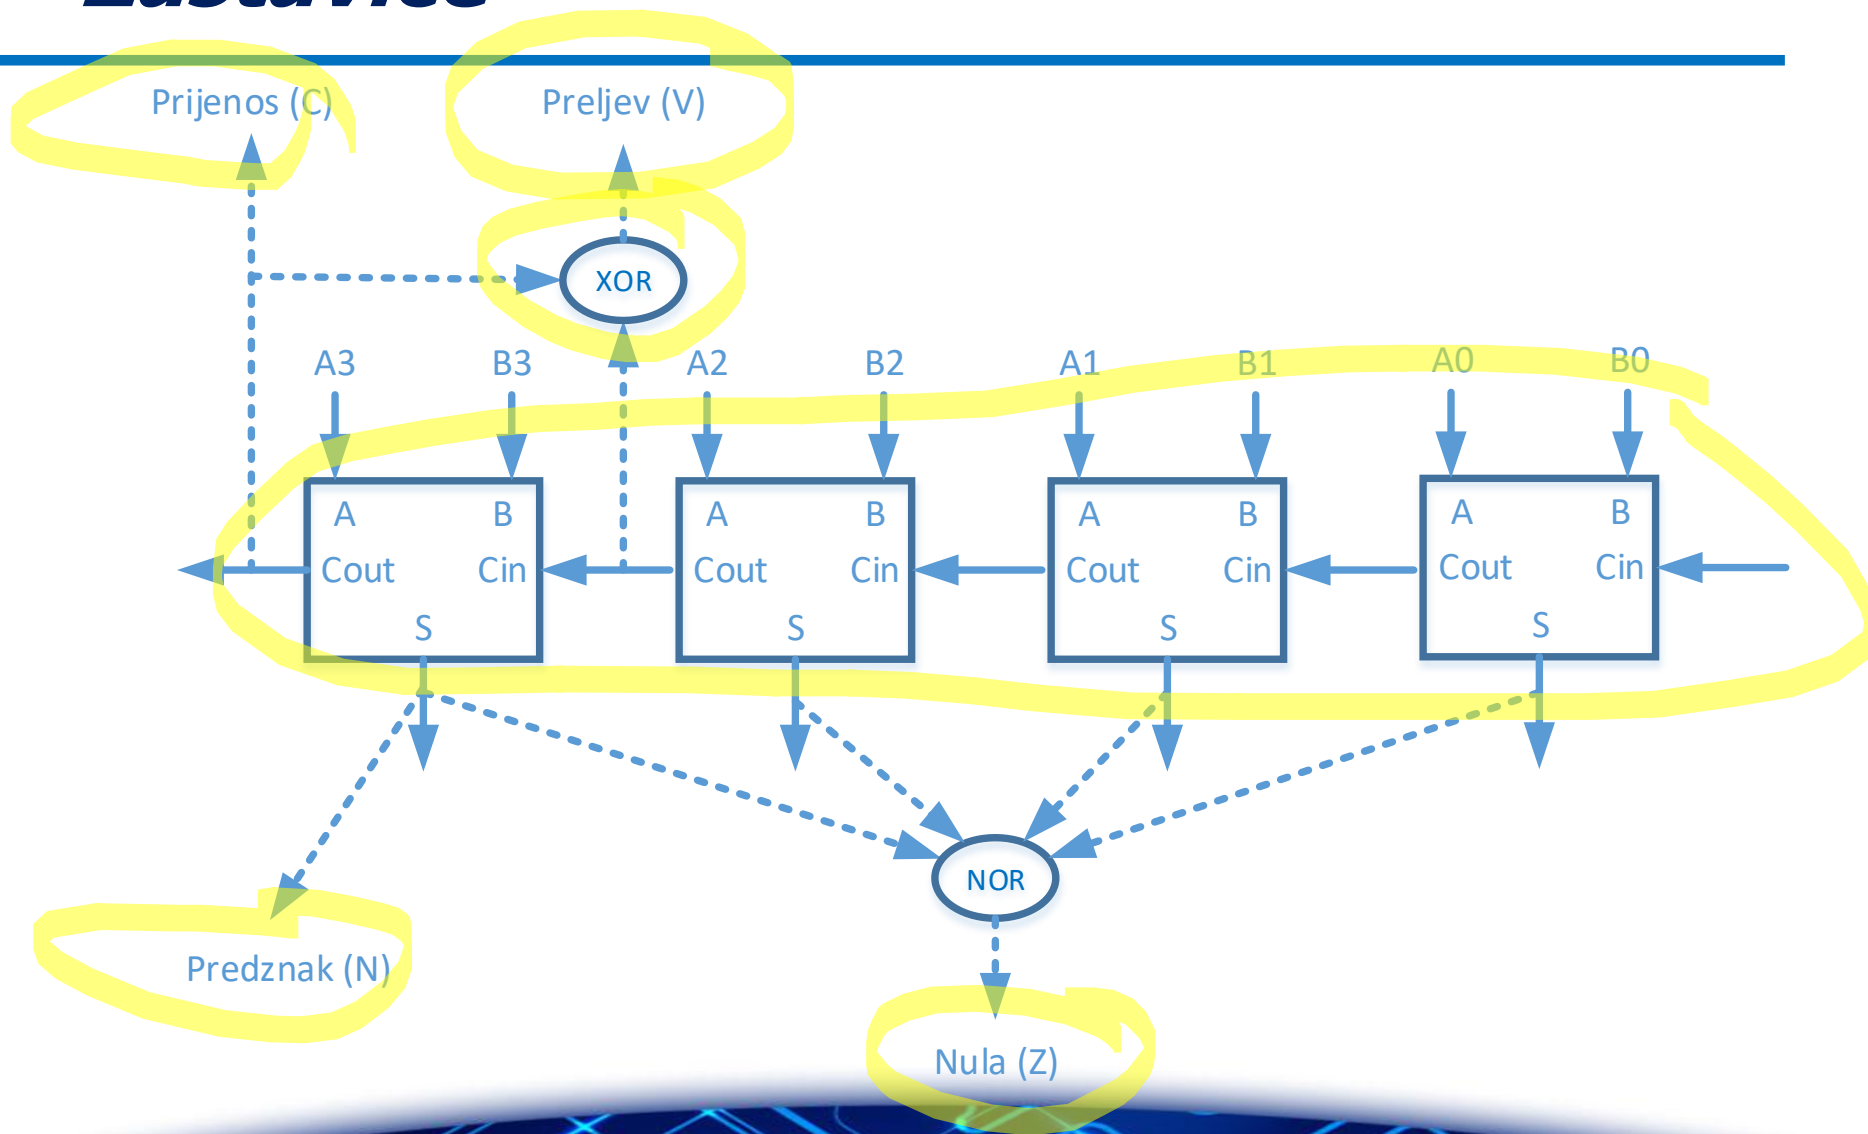 Zastavice
Prijenos (C) Preljev (V)
XOR
A3 B3 A2 B2 A1 B1 A0 B0
A B A B A B A B
Cout Cin Cout Cin Cout Cin Cout Cin
S S S S
NOR
Predznak (N)
Nula (Z)